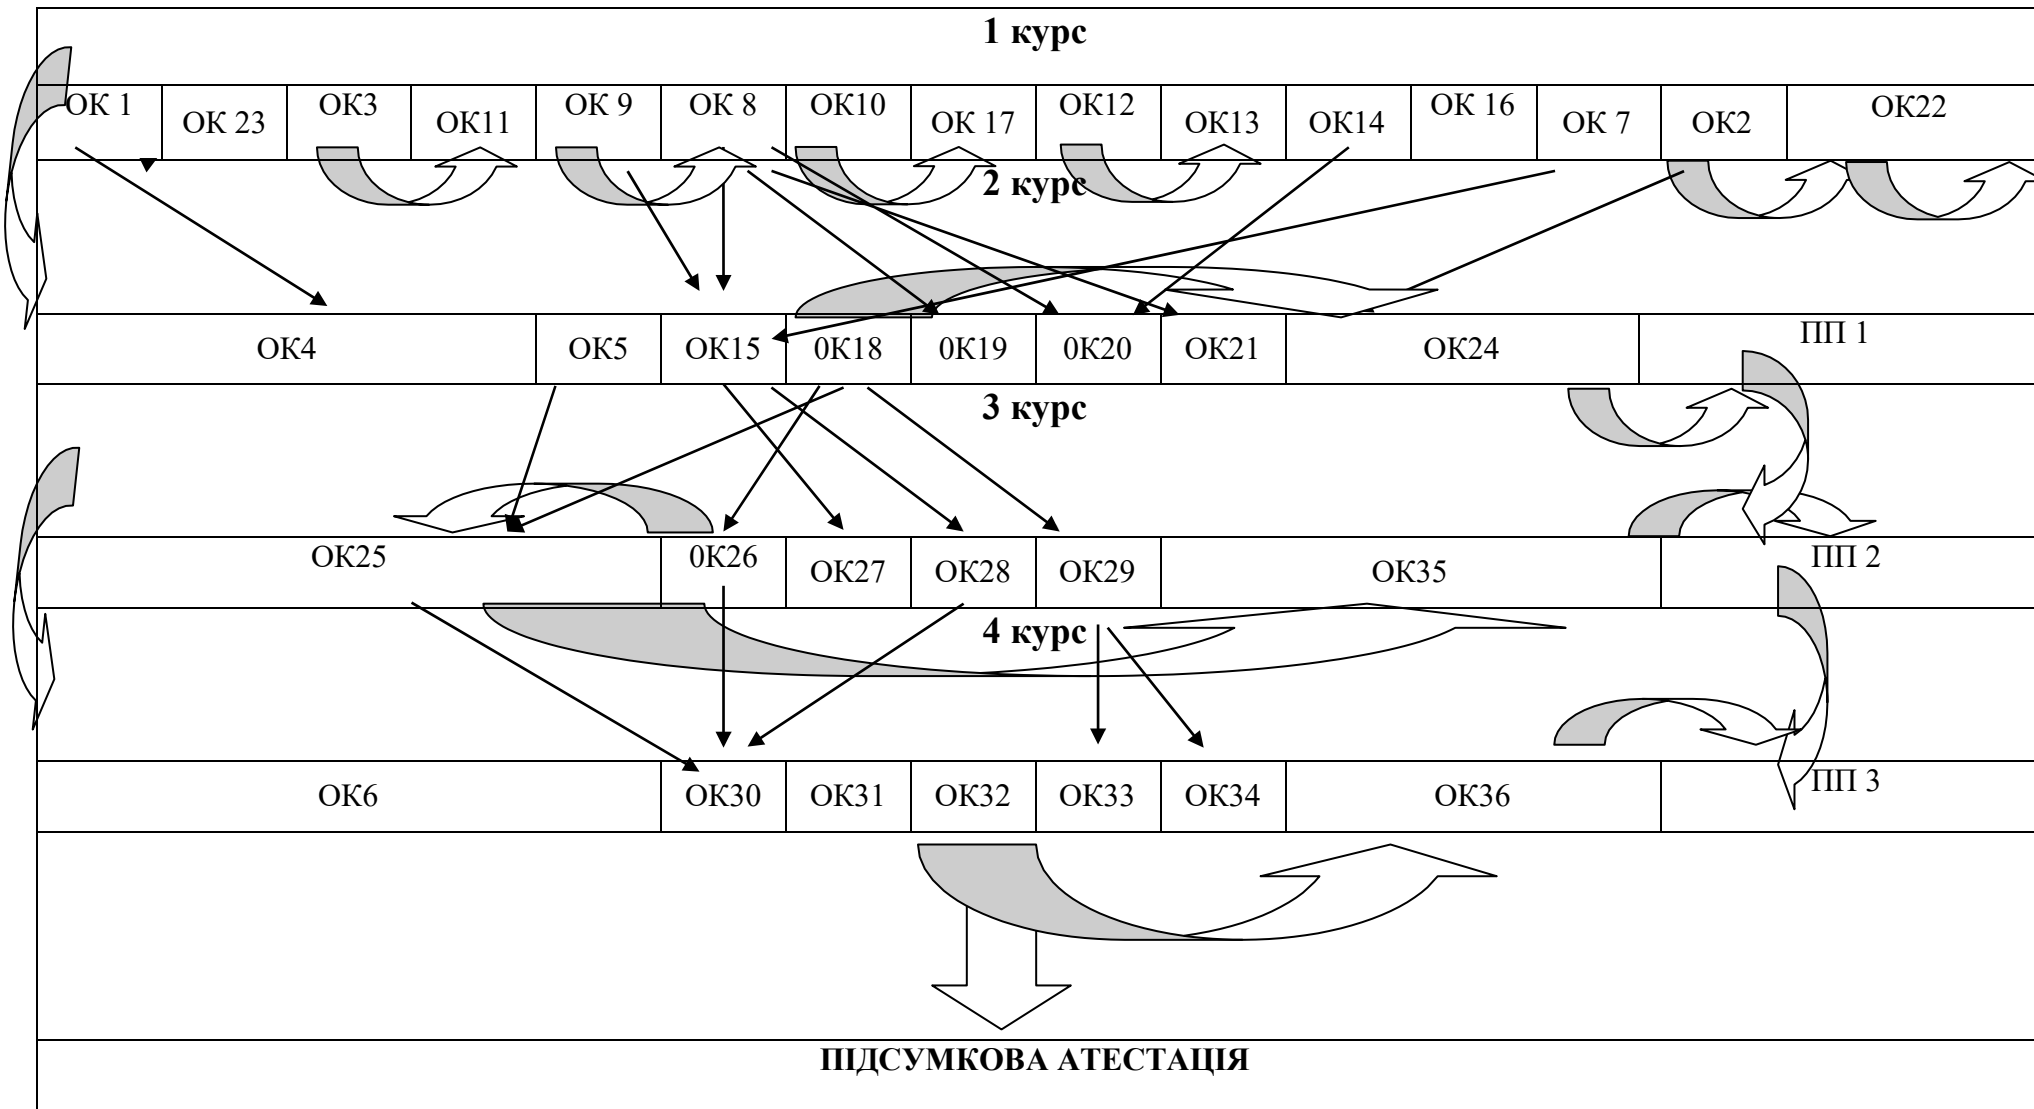 1 курс
ОК 1 ОК 23 ОК3 ОК11 ОК 9 ОК 8 ОК10 ОК 17 ОК12 ОК13 ОК14 ОК 16 ОК 7 ОК2 ОК22
2 курс
ОК4 ОК5 ОК15 0К18 0К19 0К20 ОК21 ОК24 ПП 1
3 курс
ОК25 0К26 ОК27 ОК28 ОК29 ОК35 ПП 2
4 курс
ОК6 ОК30 ОК31 ОК32 ОК33 ОК34 ОК36 ПП 3
ПІДСУМКОВА АТЕСТАЦІЯ